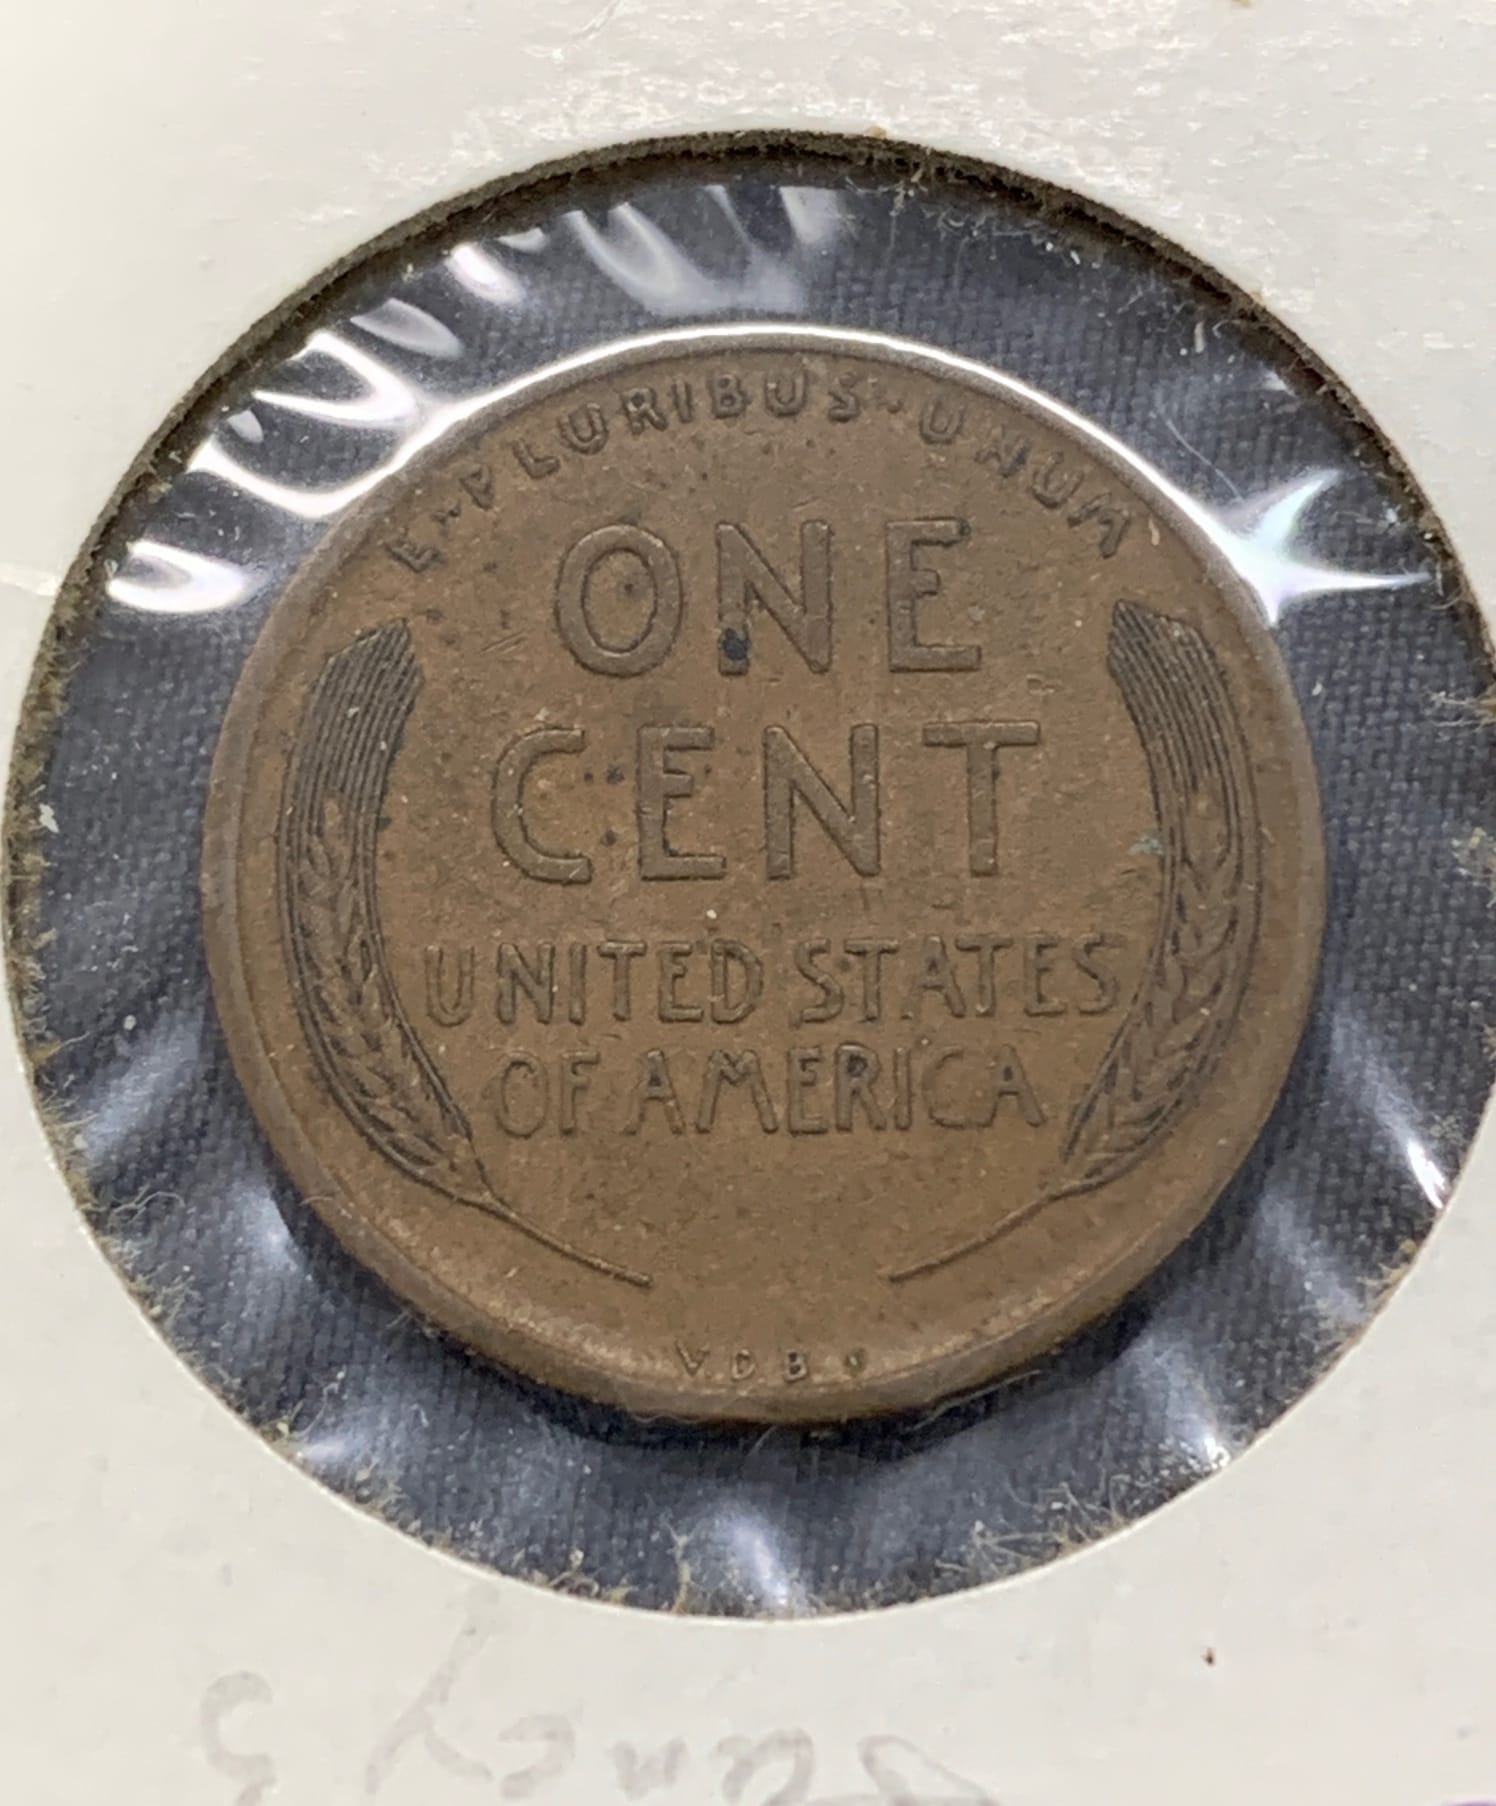 E·PLURIBUS·UNUM
ONE
CENT
UNITED STATES
OF AMERICA
V.D.B.